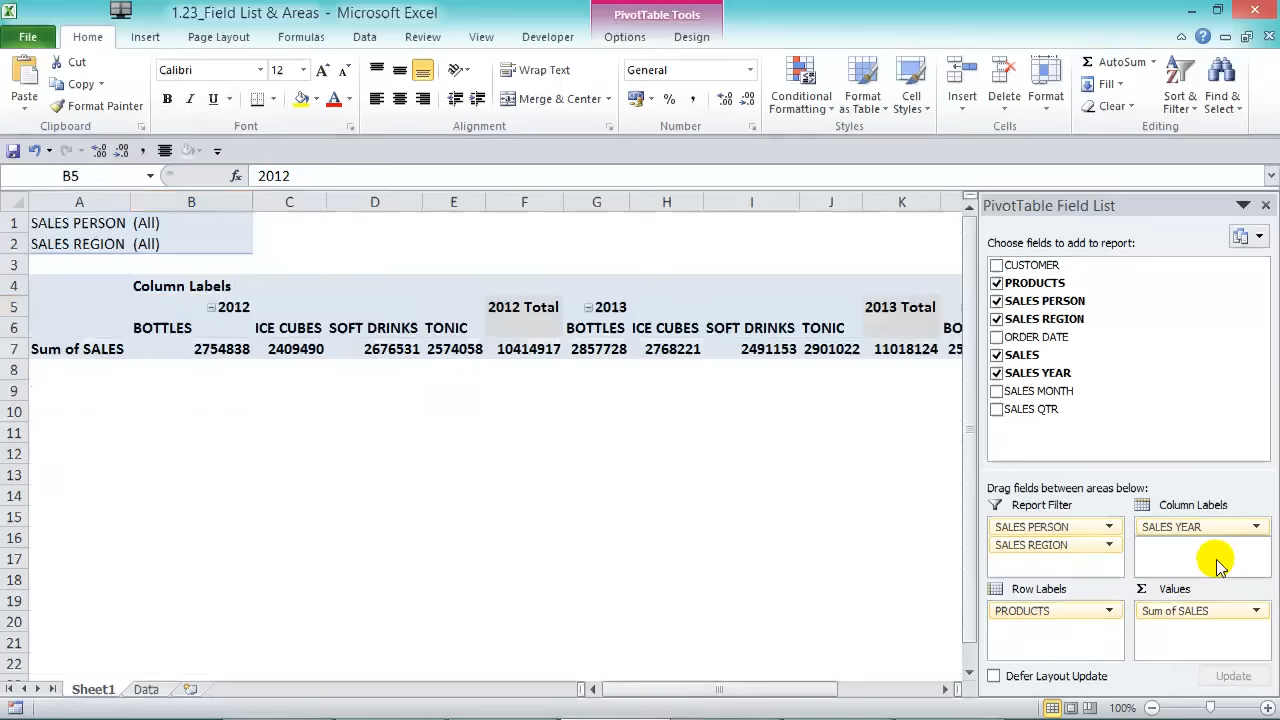 1.23_Field List & Areas - Microsoft Excel
PivotTable Tools
File Home Insert Page Layout Formulas Data Review View Developer Options Design
Paste
Cut
Copy
Format Painter
Clipboard
Calibri 12
B I U
Font
Wrap Text
Merge & Center
Alignment
General
Number
Conditional Formatting
Format as Table
Cell Styles
Styles
Insert
Delete
Format
Cells
AutoSum
Fill
Clear
Sort & Filter
Find & Select
Editing
B5 fx 2012
A B C D E F G H I J K
1 SALES PERSON (All)
2 SALES REGION (All)
3
4 Column Labels
5 2012 2012 Total 2013 2013 Total
6 BOTTLES ICE CUBES SOFT DRINKS TONIC BOTTLES ICE CUBES SOFT DRINKS TONIC BO
7 Sum of SALES 2754838 2409490 2676531 2574058 10414917 2857728 2768221 2491153 2901022 11018124 25
8
9
10
11
12
13
14
15
16
17
18
19
20
21
22
PivotTable Field List
Choose fields to add to report:
CUSTOMER
PRODUCTS
SALES PERSON
SALES REGION
ORDER DATE
SALES
SALES YEAR
SALES MONTH
SALES QTR
Drag fields between areas below:
Report Filter
SALES PERSON
SALES REGION
Column Labels
SALES YEAR
Row Labels
PRODUCTS
Σ Values
Sum of SALES
Defer Layout Update Update
Sheet1 Data
100%